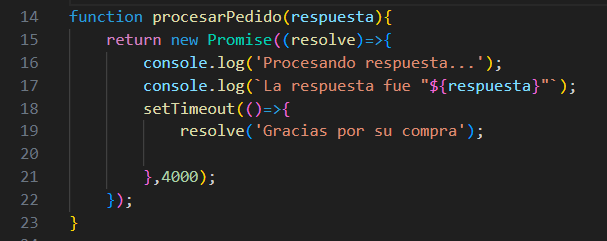 14 function procesarPedido(respuesta){
15 return new Promise((resolve)=>{
16 console.log('Procesando respuesta...');
17 console.log(`La respuesta fue "${respuesta}"`);
18 setTimeout(()=>{
19 resolve('Gracias por su compra');
20
21 },4000);
22 });
23 }